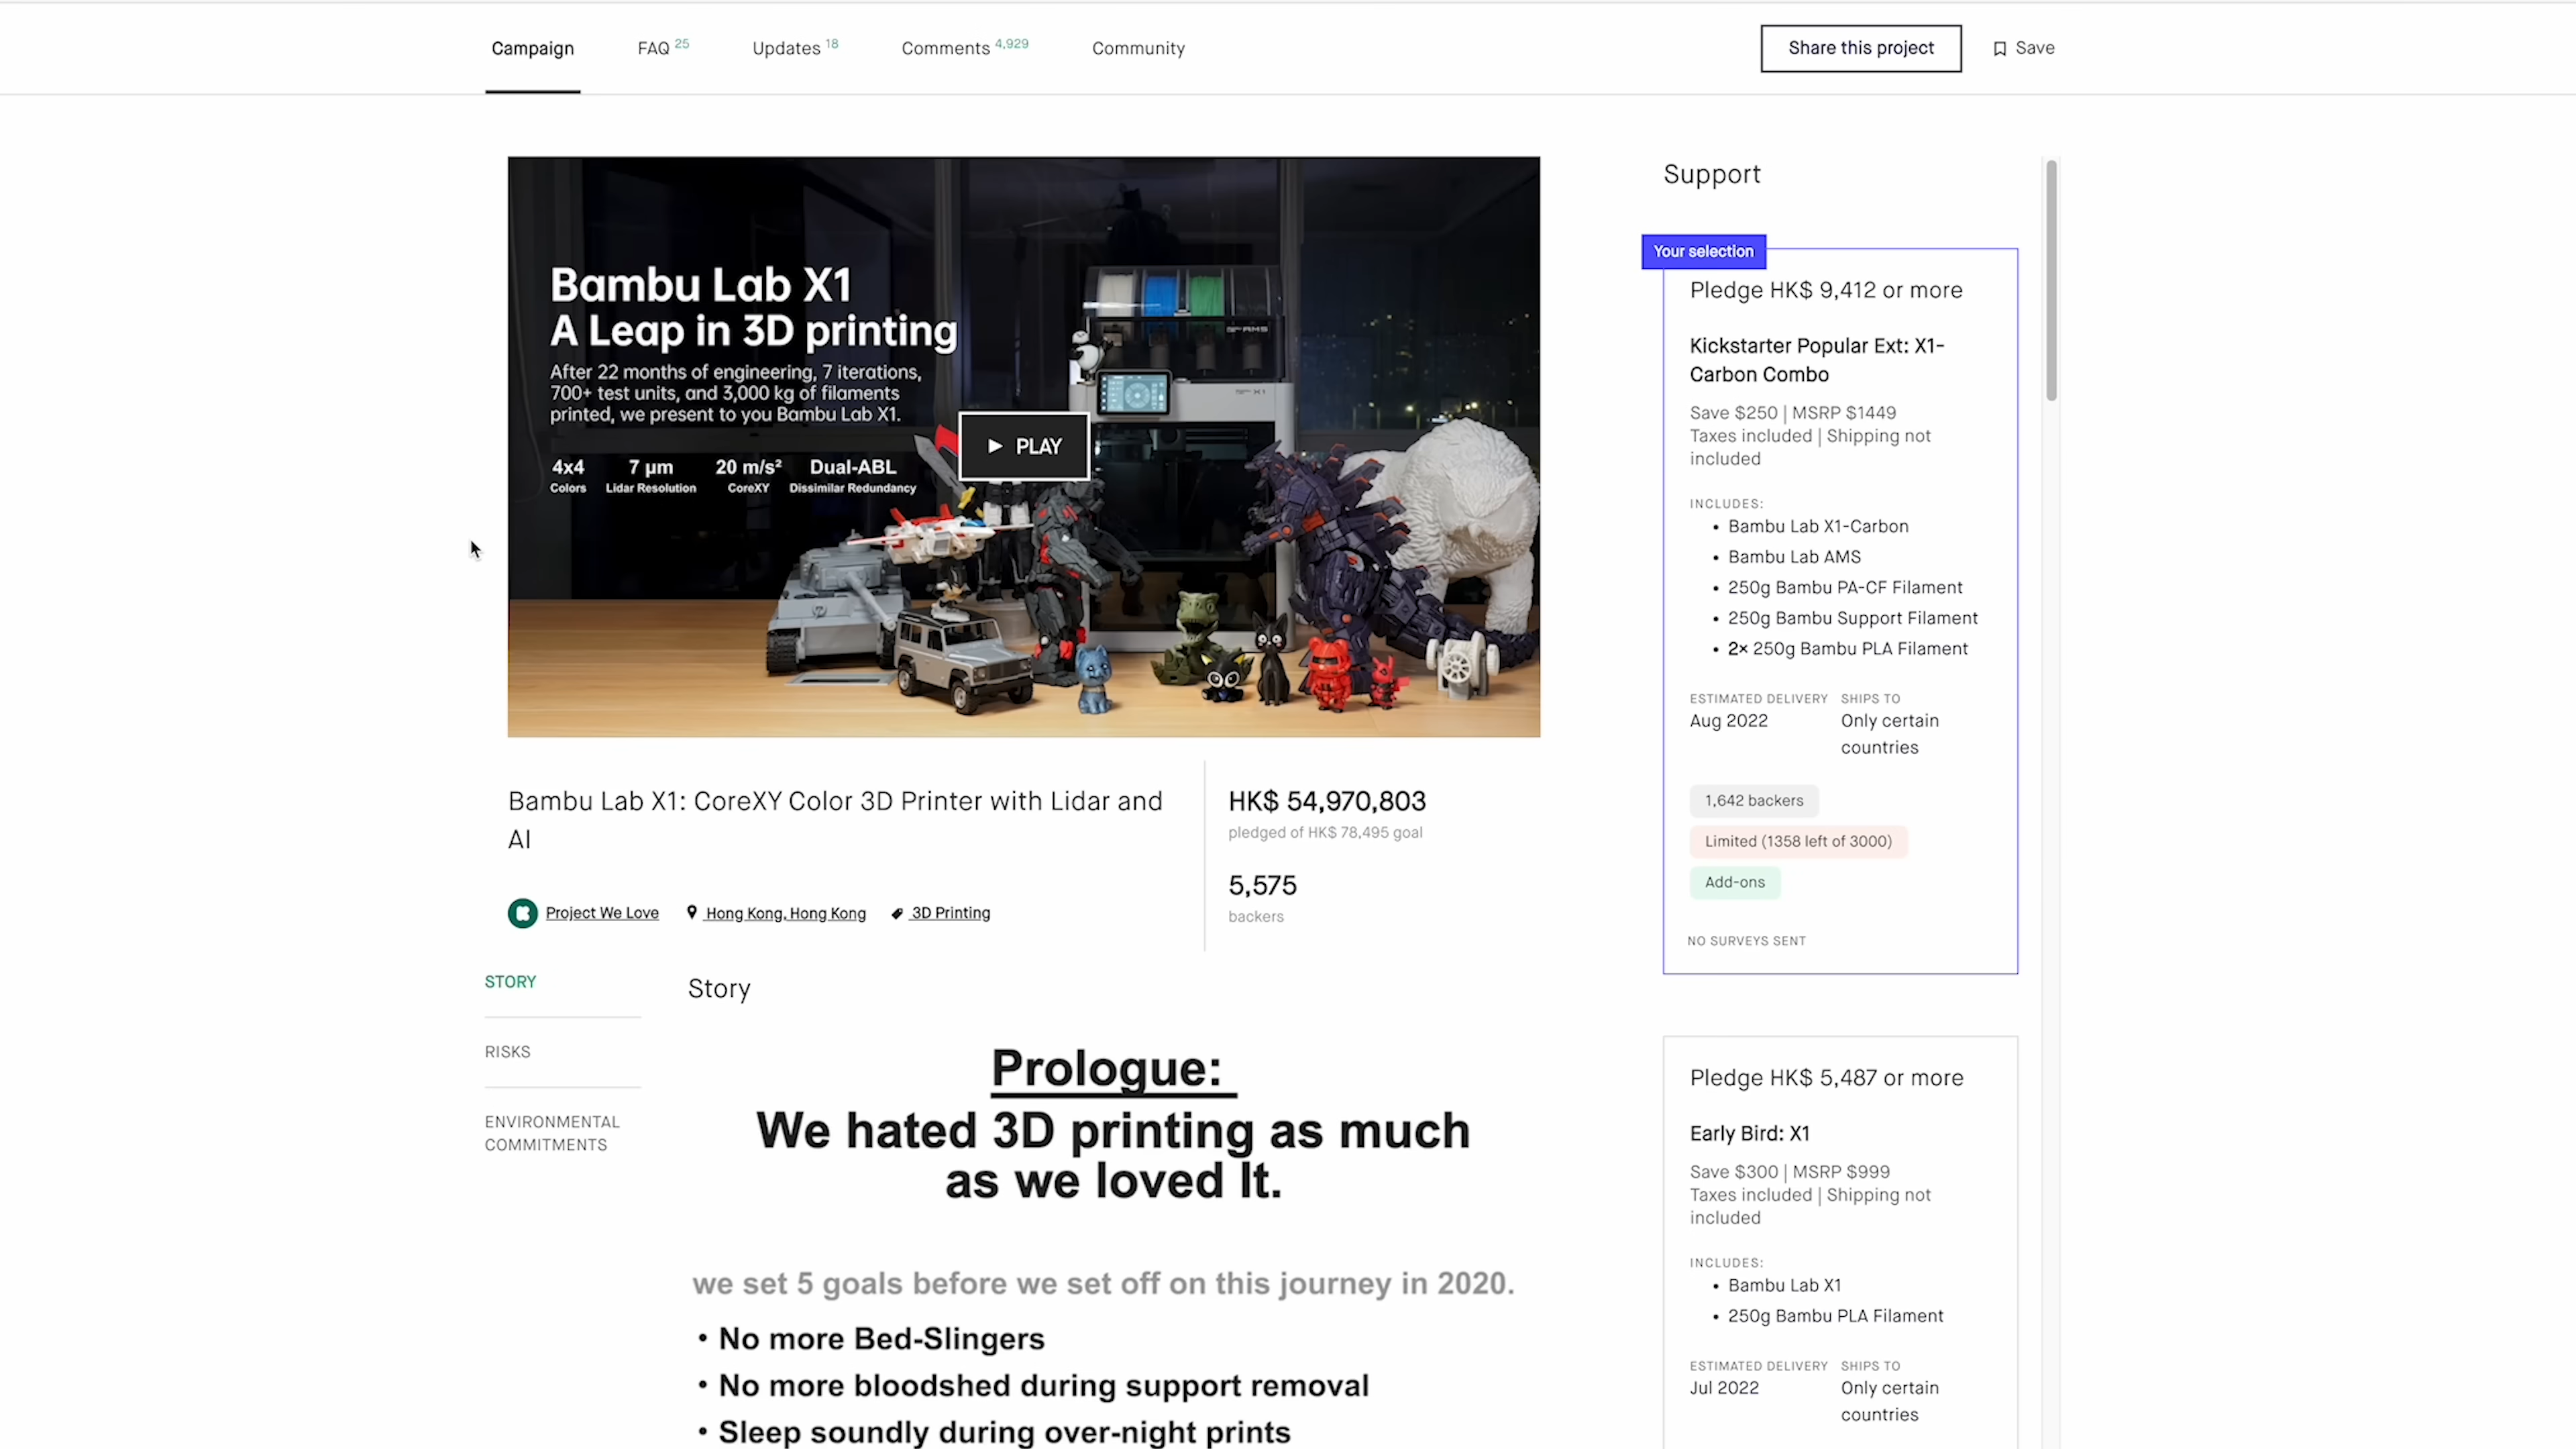 Campaign
FAQ 25
Updates 18
Comments 4,929
Community
Share this project
Save
Bambu Lab X1
A Leap in 3D printing
After 22 months of engineering, 7 iterations,
700+ test units, and 3,000 kg of filaments
printed, we present to you Bambu Lab X1.
4x4 7 μm 20 m/s² Dual-ABL
Colors Lidar Resolution CoreXY Dissimilar Redundancy
AMS
X1
PLAY
Bambu Lab X1: CoreXY Color 3D Printer with Lidar and
AI
Project We Love Hong Kong, Hong Kong 3D Printing
HK$ 54,970,803
pledged of HK$ 78,495 goal
5,575
backers
STORY
RISKS
ENVIRONMENTAL
COMMITMENTS
Story
Prologue:
We hated 3D printing as much
as we loved It.
we set 5 goals before we set off on this journey in 2020.
• No more Bed-Slingers
• No more bloodshed during support removal
• Sleep soundly during over-night prints
Support
Your selection
Pledge HK$ 9,412 or more
Kickstarter Popular Ext: X1-
Carbon Combo
Save $250 | MSRP $1449
Taxes included | Shipping not
included
INCLUDES:
• Bambu Lab X1-Carbon
• Bambu Lab AMS
• 250g Bambu PA-CF Filament
• 250g Bambu Support Filament
• 2× 250g Bambu PLA Filament
ESTIMATED DELIVERY SHIPS TO
Aug 2022 Only certain
countries
1,642 backers
Limited (1358 left of 3000)
Add-ons
NO SURVEYS SENT
Pledge HK$ 5,487 or more
Early Bird: X1
Save $300 | MSRP $999
Taxes included | Shipping not
included
INCLUDES:
• Bambu Lab X1
• 250g Bambu PLA Filament
ESTIMATED DELIVERY SHIPS TO
Jul 2022 Only certain
countries